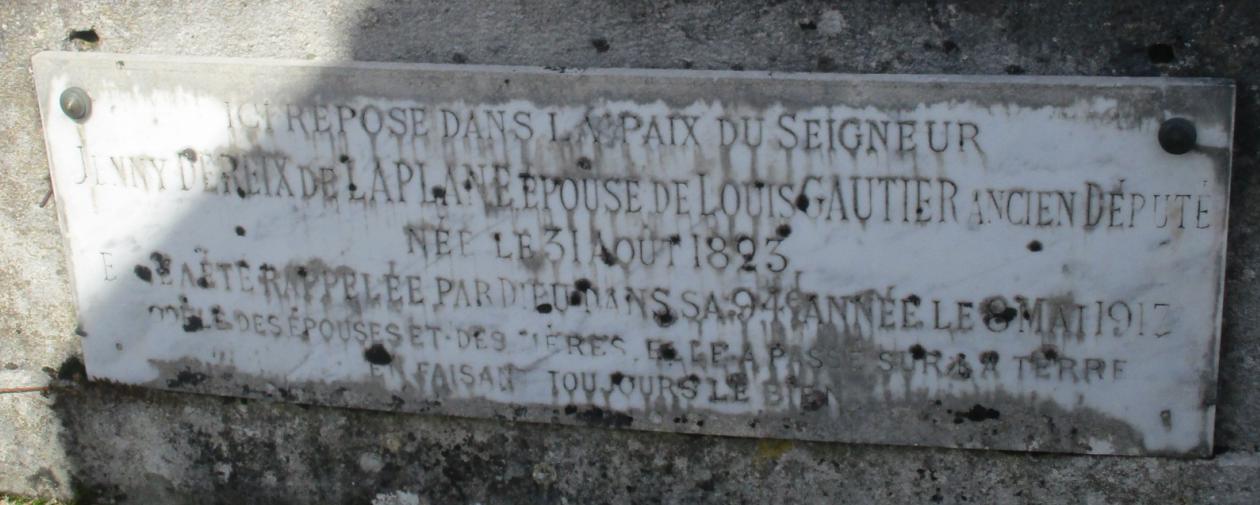 ICI REPOSE DANS LA PAIX DU SEIGNEUR
JENNY DEREIX DE LAPLANE ÉPOUSE DE LOUIS GAUTIER ANCIEN DÉPUTÉ
NÉE LE 31 AOUT 1823
A ÉTÉ RAPPELÉE PAR DIEU DANS SA 94e ANNÉE LE 8 MAI
DES ÉPOUSES ET DES MÈRES, ELLE A PASSÉ SUR LA TERRE
EN FAISANT TOUJOURS LE BIEN